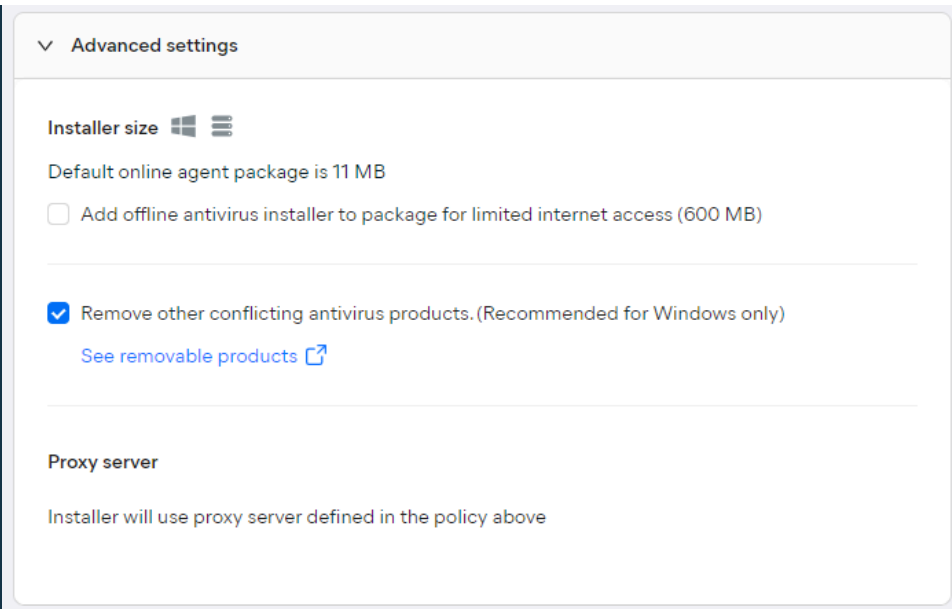 Advanced settings
Installer size
Default online agent package is 11 MB
Add offline antivirus installer to package for limited internet access (600 MB)
Remove other conflicting antivirus products.(Recommended for Windows only)
See removable products
Proxy server
Installer will use proxy server defined in the policy above